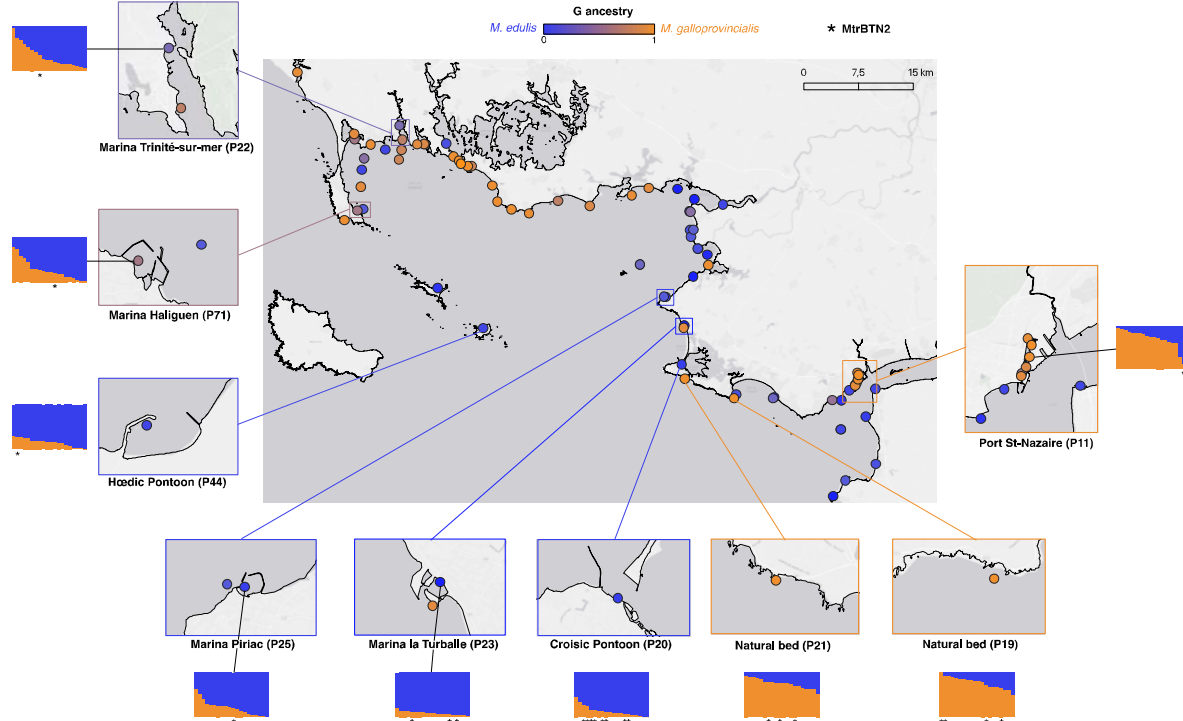 G ancestry
M. edulis
M. galloprovincialis
0
1
* MtrBTN2
0
7,5
15 km
Marina Trinité-sur-mer (P22)
*
Marina Haliguen (P71)
*
Port St-Nazaire (P11)
*
Hœdic Pontoon (P44)
*
Marina Piriac (P25)
Marina la Turballe (P23)
Croisic Pontoon (P20)
Natural bed (P21)
Natural bed (P19)